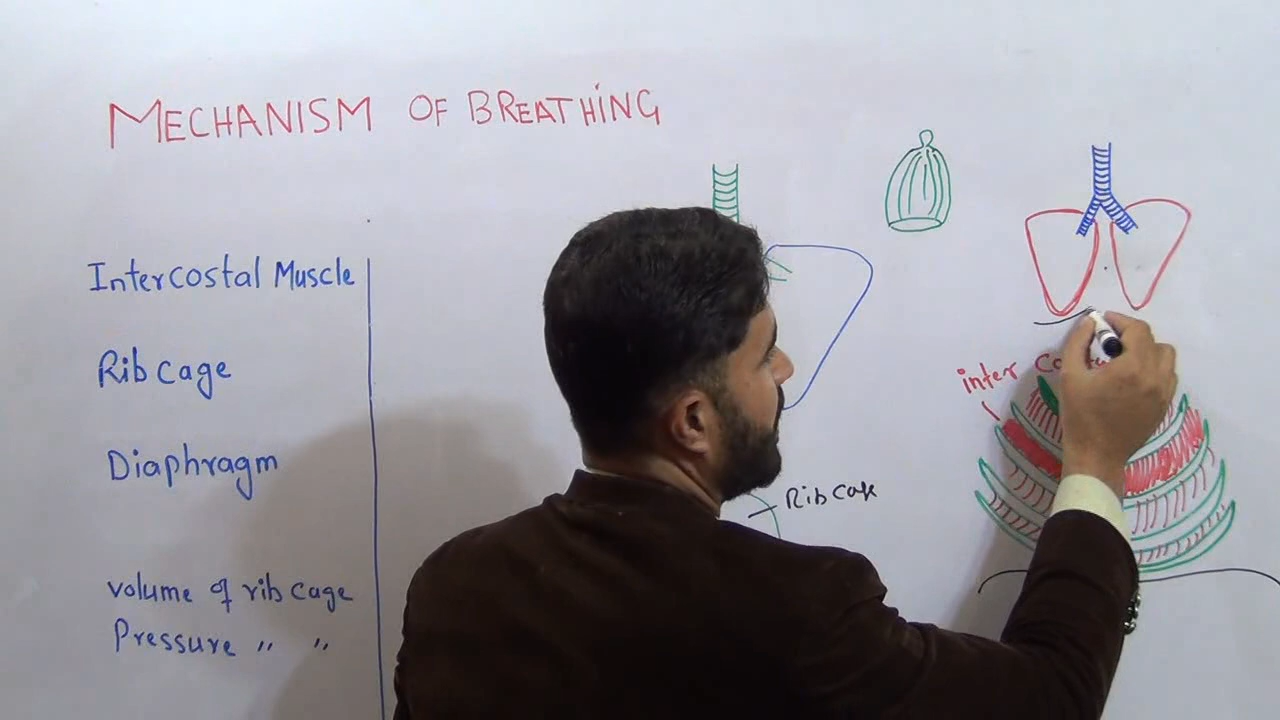 MECHANISM OF BREATHING
Intercostal Muscle
Rib cage
Diaphragm
volume of rib cage
Pressure " "
inter
Rib cage